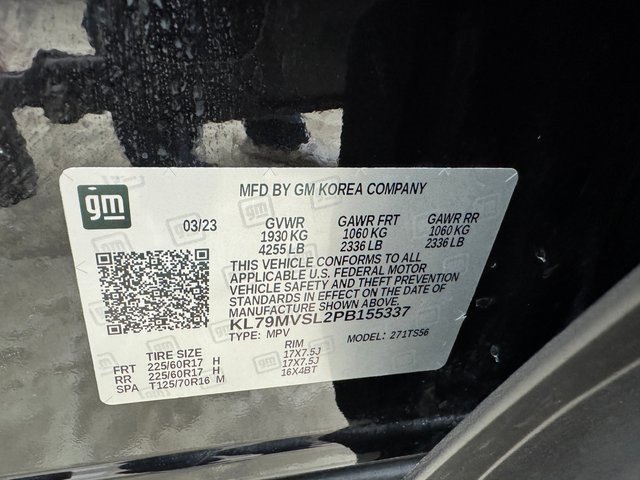 gm
MFD BY GM KOREA COMPANY
03/23
GVWR GAWR FRT GAWR RR
1930 KG 1060 KG 1060 KG
4255 LB 2336 LB 2336 LB
THIS VEHICLE CONFORMS TO ALL
APPLICABLE U.S. FEDERAL MOTOR
VEHICLE SAFETY AND THEFT PREVENTION
STANDARDS IN EFFECT ON THE DATE OF
MANUFACTURE SHOWN ABOVE.
KL79MVSL2PB155337
TYPE: MPV MODEL: 271TS56
TIRE SIZE RIM
FRT 225/60R17 H 17X7.5J
RR 225/60R17 H 17X7.5J
SPA T125/70R16 M 16X4BT